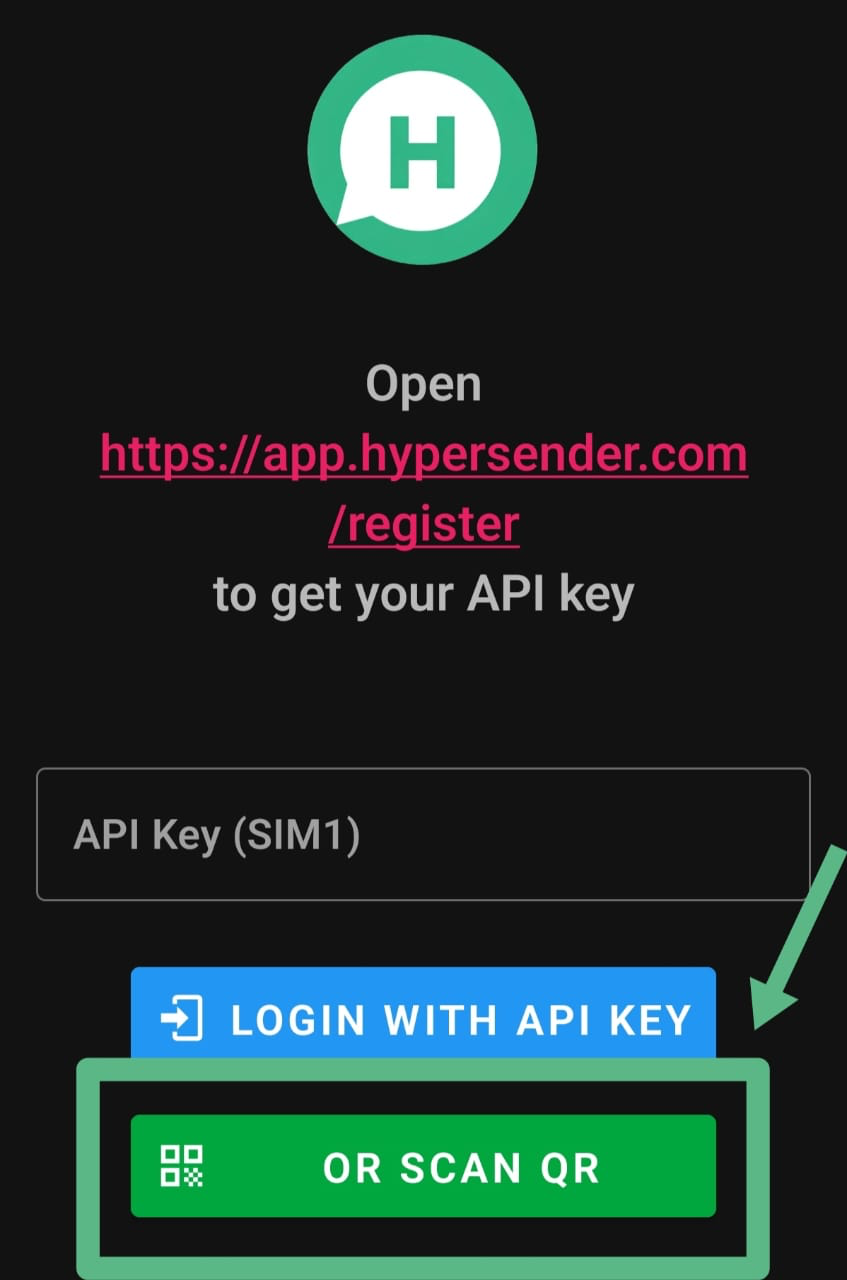 H
Open
https://app.hypersender.com
/register
to get your API key
API Key (SIM1)
LOGIN WITH API KEY
OR SCAN QR